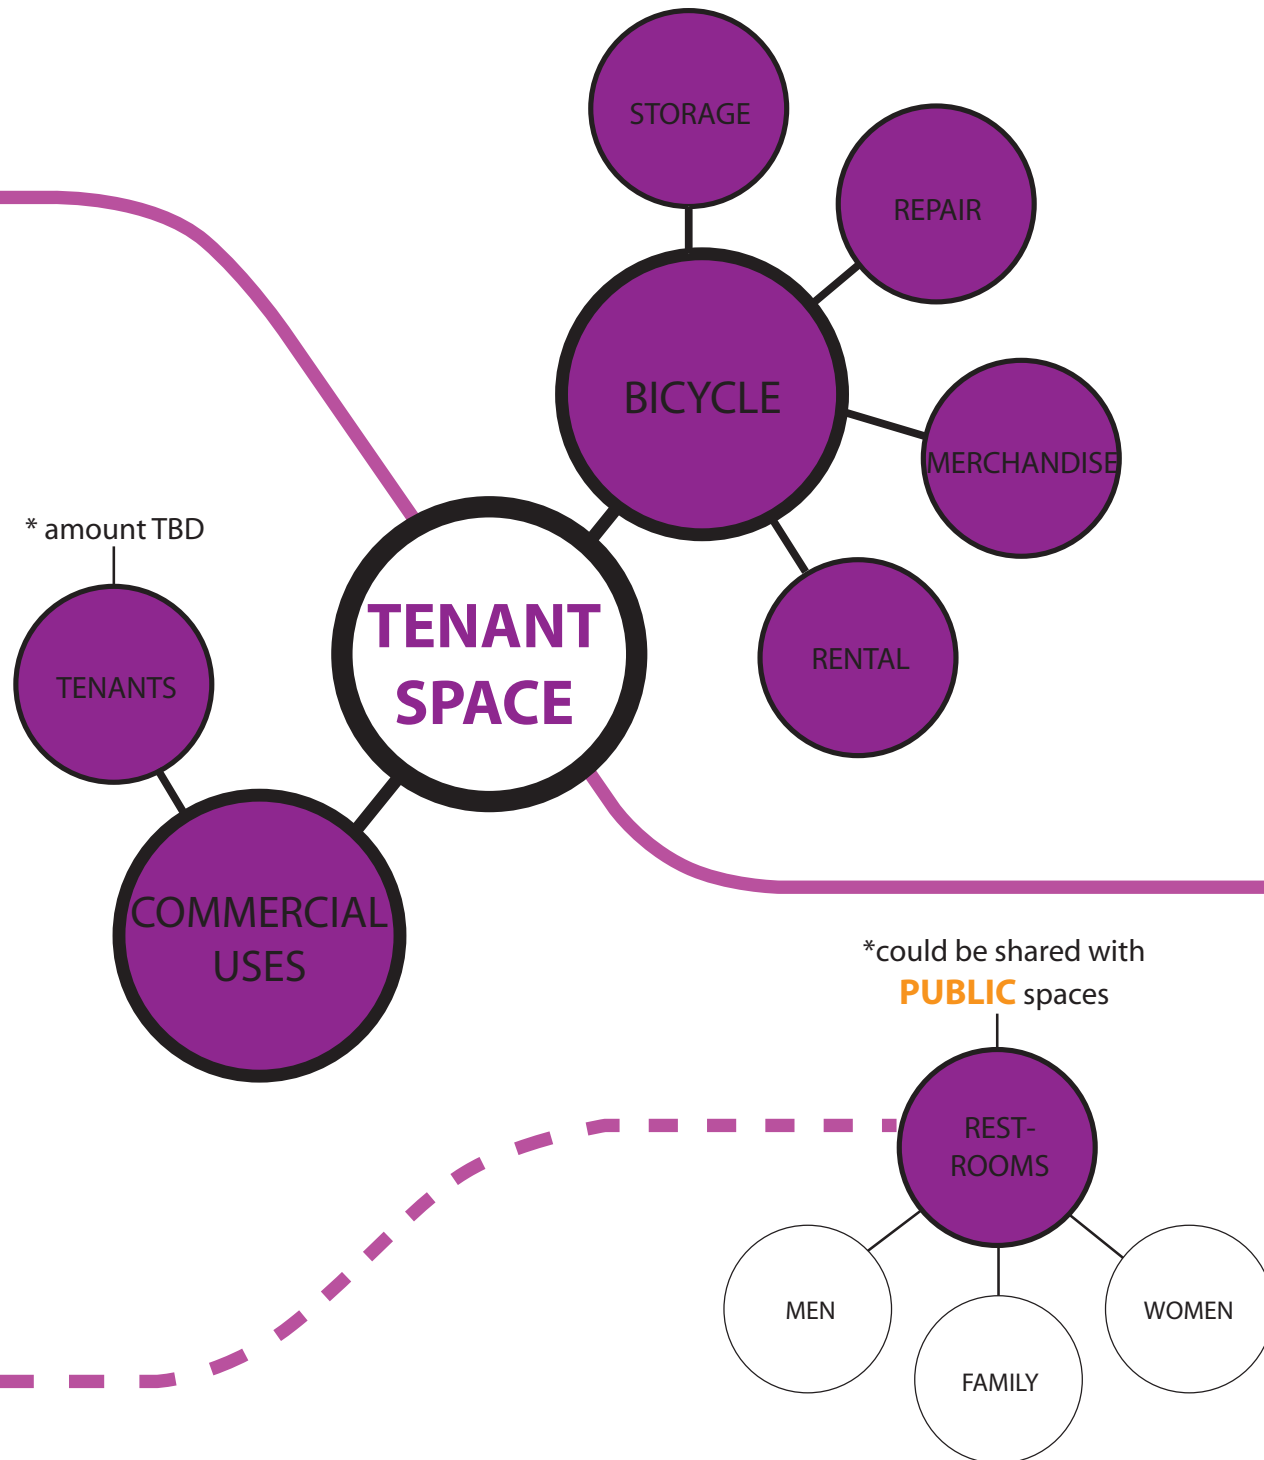 STORAGE
REPAIR
BICYCLE
MERCHANDISE
* amount TBD
TENANT
SPACE
RENTAL
TENANTS
COMMERCIAL
USES
*could be shared with
PUBLIC spaces
REST-
ROOMS
MEN
WOMEN
FAMILY